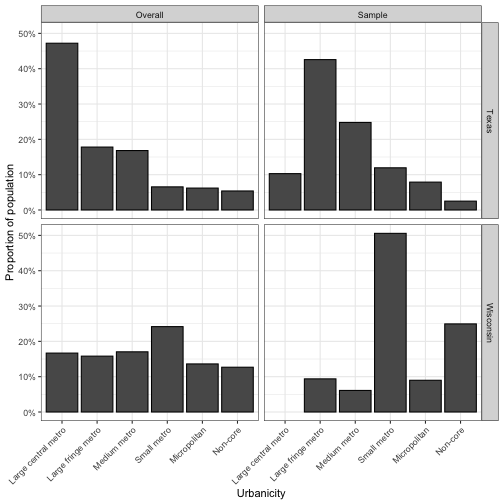 Overall
Sample
50%
40%
30%
20%
10%
0%
Texas
50%
40%
30%
20%
10%
0%
Wisconsin
Proportion of population
Large central metro
Large fringe metro
Medium metro
Small metro
Micropolitan
Non-core
Large central metro
Large fringe metro
Medium metro
Small metro
Micropolitan
Non-core
Urbanicity